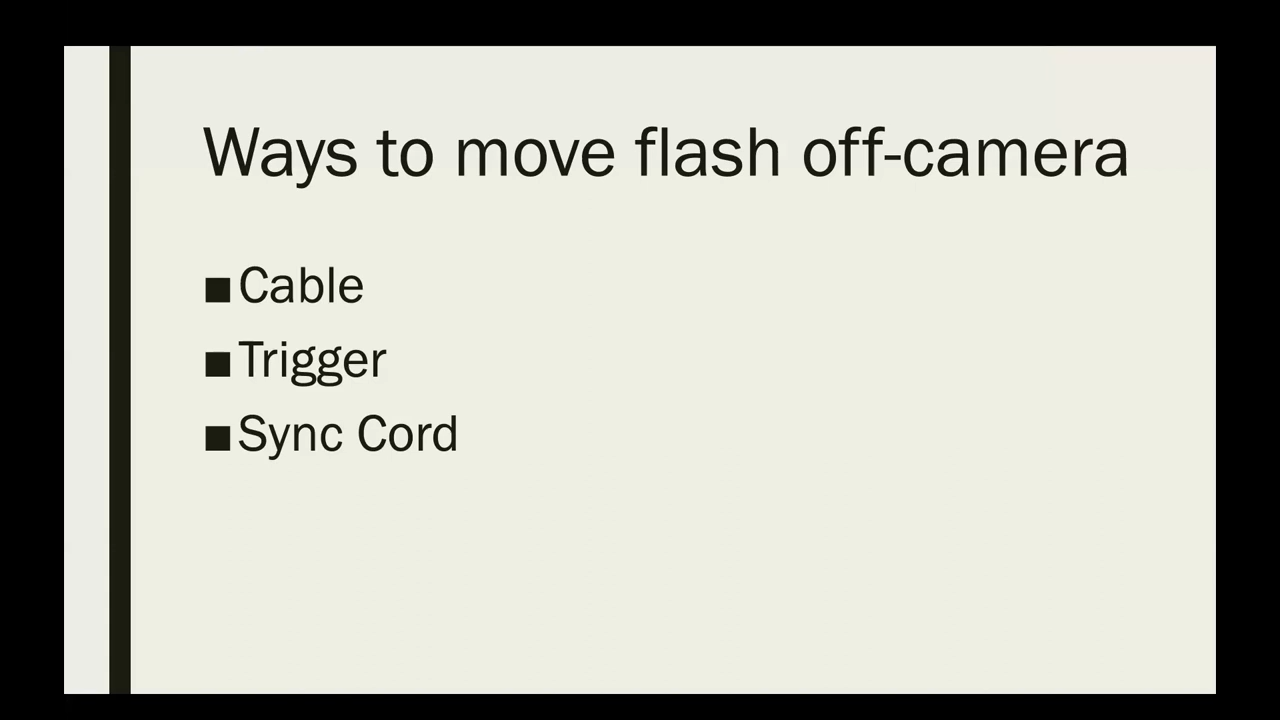 Ways to move flash off-camera
■ Cable
■ Trigger
■ Sync Cord